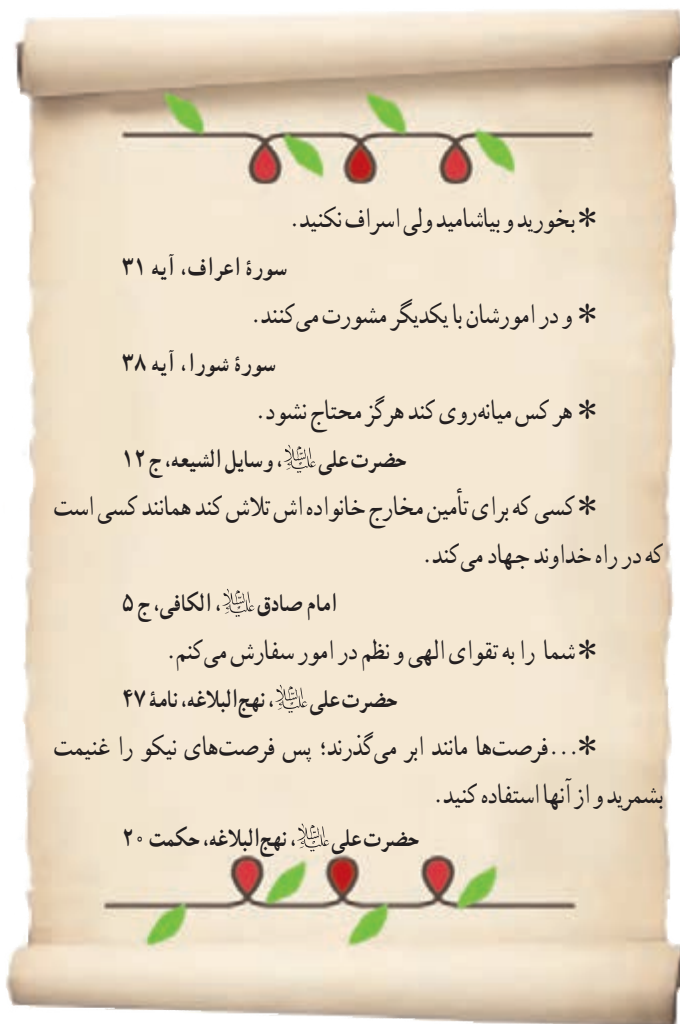 * بخورید و بیاشامید ولی اسراف نکنید.
سورهٔ اعراف، آیه ۳۱
* و در امورشان با یکدیگر مشورت می‌کنند.
سورهٔ شورا، آیه ۳۸
* هر کس میانه‌روی کند هرگز محتاج نشود.
حضرت علی علیه‌السلام، وسایل الشیعه، ج ۱۲
* کسی که برای تأمین مخارج خانواده اش تلاش کند همانند کسی است
که در راه خداوند جهاد می‌کند.
امام صادق علیه‌السلام، الکافی، ج ۵
* شما را به تقوای الهی و نظم در امور سفارش می‌کنم.
حضرت علی علیه‌السلام، نهج‌البلاغه، نامهٔ ۴۷
* ...فرصت‌ها مانند ابر می‌گذرند؛ پس فرصت‌های نیکو را غنیمت
بشمرید و از آنها استفاده کنید.
حضرت علی علیه‌السلام، نهج‌البلاغه، حکمت ۲۰